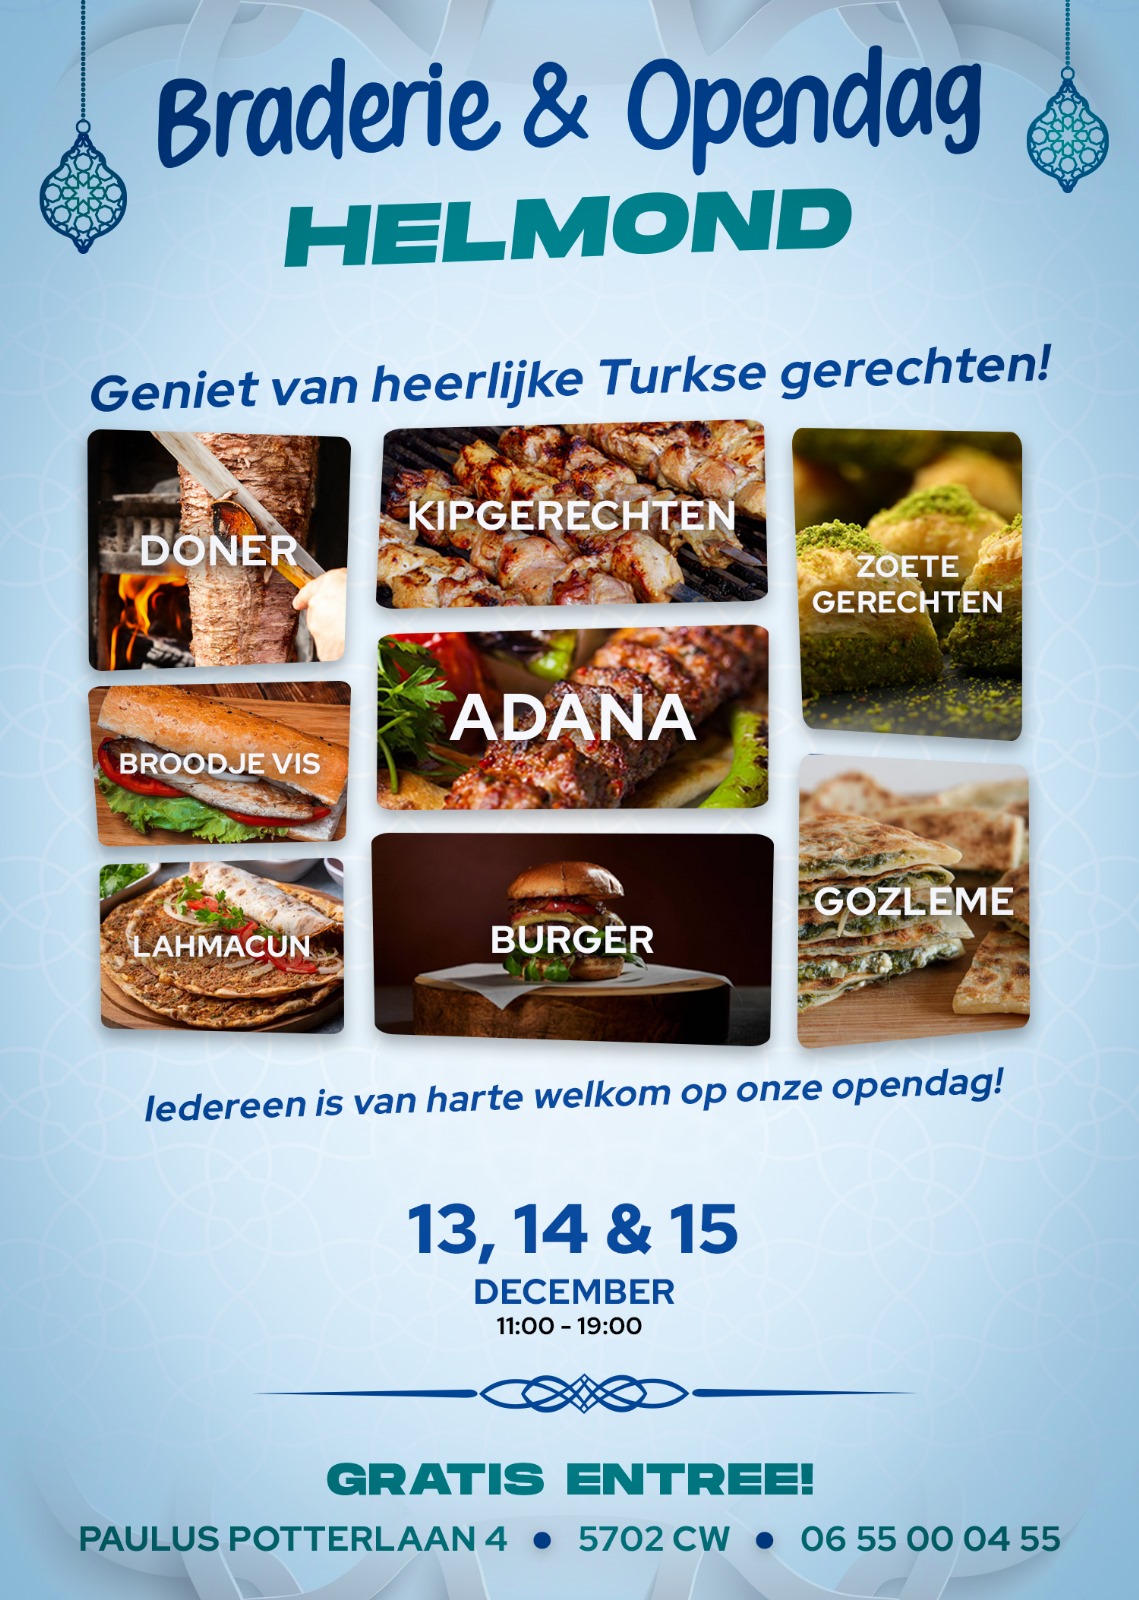 Braderie & Opendag
HELMOND
Geniet van heerlijke Turkse gerechten!
DONER
KIPGERECHTEN
ZOETE
GERECHTEN
BROODJE VIS
ADANA
LAHMACUN
BURGER
GOZLEME
Iedereen is van harte welkom op onze opendag!
13, 14 & 15
DECEMBER
11:00 - 19:00
GRATIS ENTREE!
PAULUS POTTERLAAN 4 ● 5702 CW ● 06 55 00 04 55